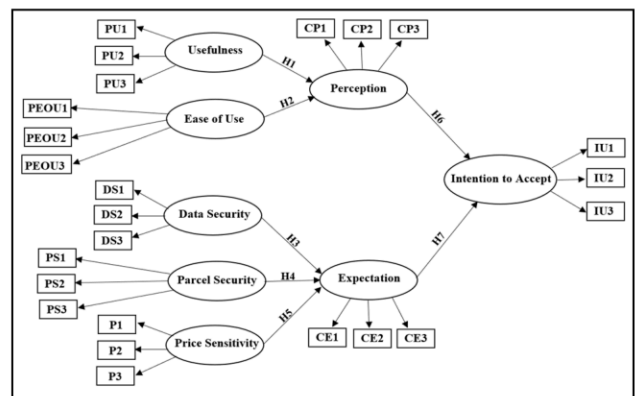 PU1
PU2
PU3
Usefulness
H1
CP1
CP2
CP3
Perception
PEOU1
PEOU2
PEOU3
Ease of Use
H2
H6
DS1
DS2
DS3
Data Security
H3
Intention to Accept
IU1
IU2
IU3
PS1
PS2
PS3
Parcel Security
H4
Expectation
H7
P1
P2
P3
Price Sensitivity
H5
CE1
CE2
CE3